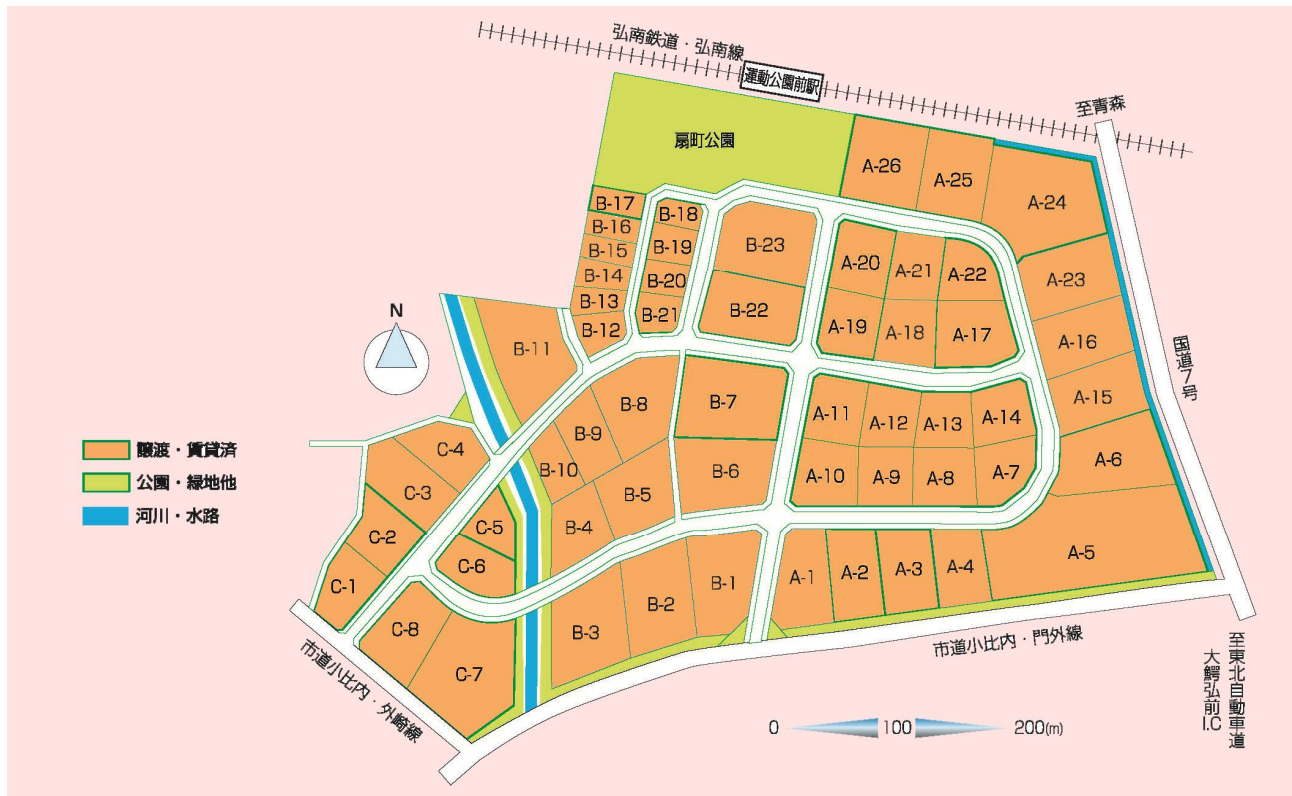 弘南鉄道・弘南線
運動公園前駅
至青森
扇町公園
A-26
A-25
A-24
B-17
B-18
B-16
B-19
B-15
B-23
A-20
A-21
A-22
A-23
B-14
B-20
B-13
B-21
B-22
B-12
A-19
A-18
A-17
A-16
N
B-11
国道7号
B-8
B-7
A-15
A-11
A-12
A-13
A-14
B-9
C-4
B-10
B-6
A-10
A-9
A-8
A-7
A-6
譲渡・賃貸済
公園・緑地他
河川・水路
C-3
B-5
C-5
B-4
C-2
C-6
A-5
C-1
B-1
A-1
A-2
A-3
A-4
B-2
C-8
B-3
C-7
市道小比内・外崎線
市道小比内・門外線
至東北自動車道
大鰐弘前I.C
0 100 200(m)